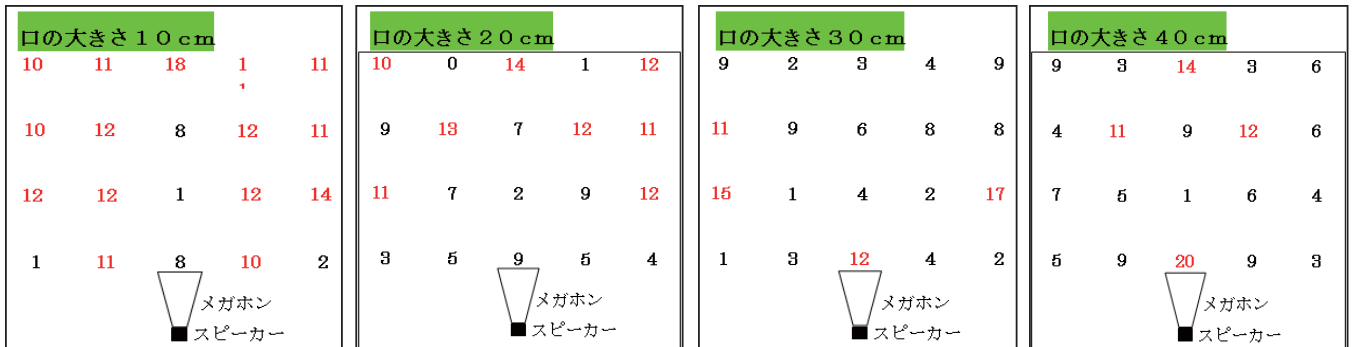 口の大きさ10cm
10 11 18 1 11
1
10 12 8 12 11
12 12 1 12 14
1 11 8 10 2
メガホン
スピーカー
口の大きさ20cm
10 0 14 1 12
9 13 7 12 11
11 7 2 9 12
3 5 9 5 4
メガホン
スピーカー
口の大きさ30cm
9 2 3 4 9
11 9 6 8 8
15 1 4 2 17
1 3 12 4 2
メガホン
スピーカー
口の大きさ40cm
9 3 14 3 6
4 11 9 12 6
7 5 1 6 4
5 9 20 9 3
メガホン
スピーカー